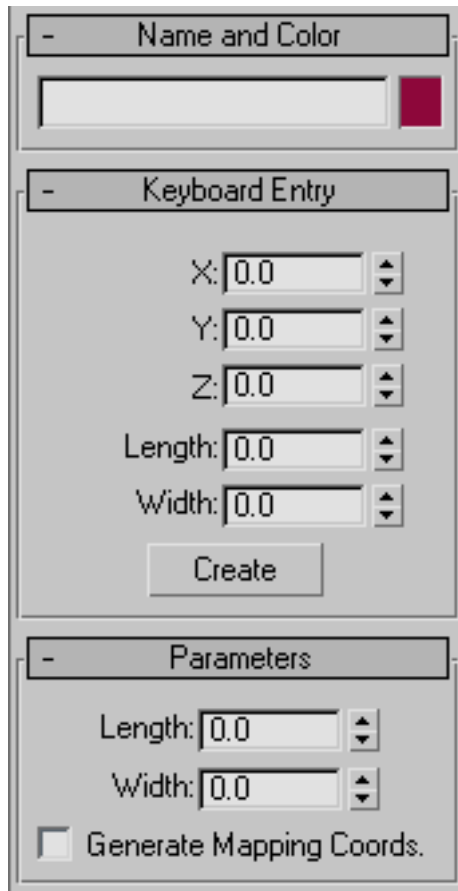 - Name and Color
- Keyboard Entry
X: 0.0
Y: 0.0
Z: 0.0
Length: 0.0
Width: 0.0
Create
- Parameters
Length: 0.0
Width: 0.0
Generate Mapping Coords.